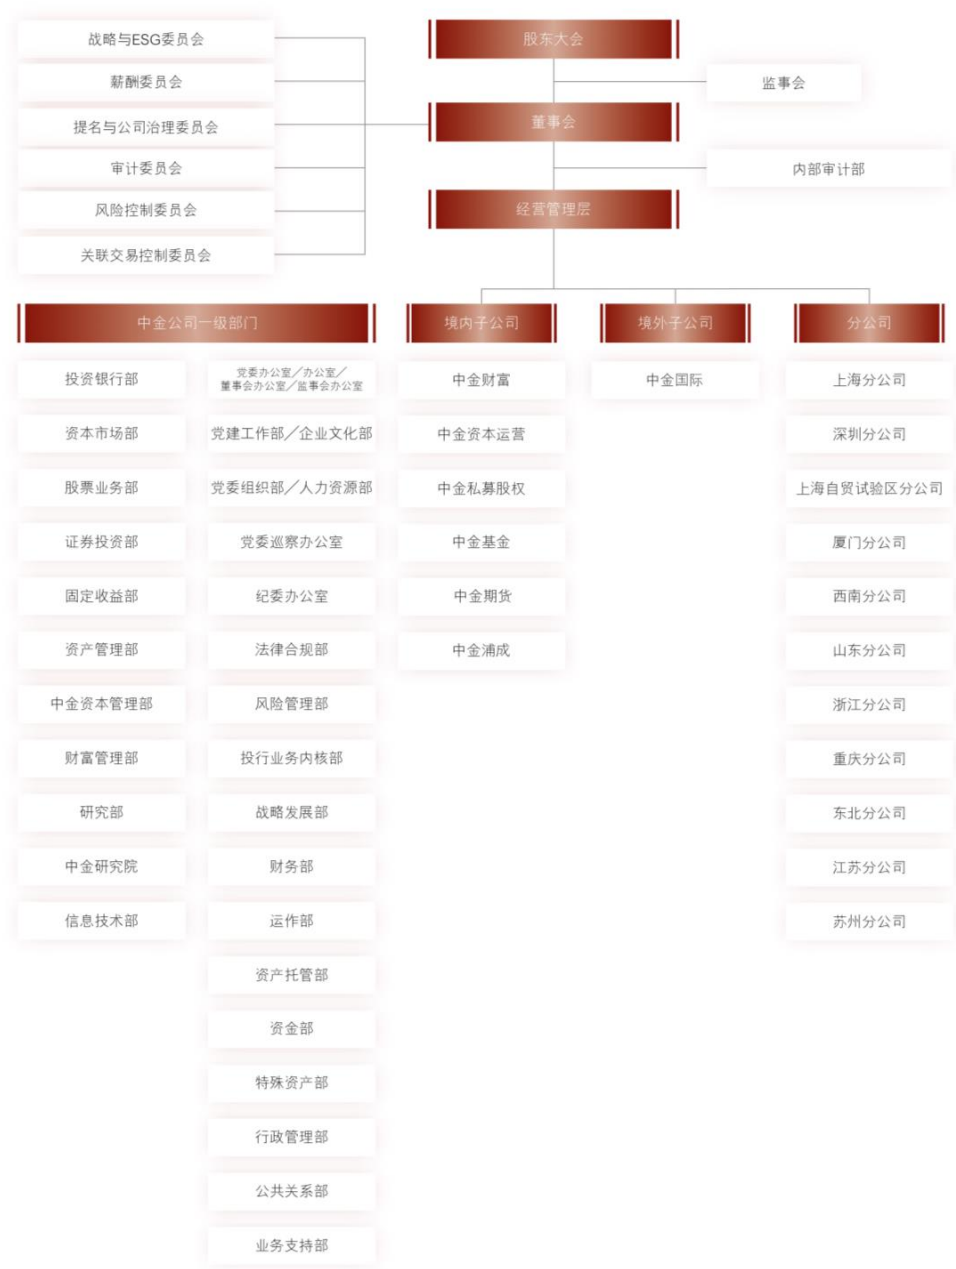 股东大会
监事会
董事会
内部审计部
经营管理层
战略与ESG委员会
薪酬委员会
提名与公司治理委员会
审计委员会
风险控制委员会
关联交易控制委员会
中金公司一级部门
投资银行部
资本市场部
股票业务部
证券投资部
固定收益部
资产管理部
中金资本管理部
财富管理部
研究部
中金研究院
信息技术部
党委办公室/办公室/
董事会办公室/监事会办公室
党建工作部/企业文化部
党委组织部/人力资源部
党委巡察办公室
纪委办公室
法律合规部
风险管理部
投行业务内核部
战略发展部
财务部
运作部
资产托管部
资金部
特殊资产部
行政管理部
公共关系部
业务支持部
境内子公司
中金财富
中金资本运营
中金私募股权
中金基金
中金期货
中金浦成
境外子公司
中金国际
分公司
上海分公司
深圳分公司
上海自贸试验区分公司
厦门分公司
西南分公司
山东分公司
浙江分公司
重庆分公司
东北分公司
江苏分公司
苏州分公司